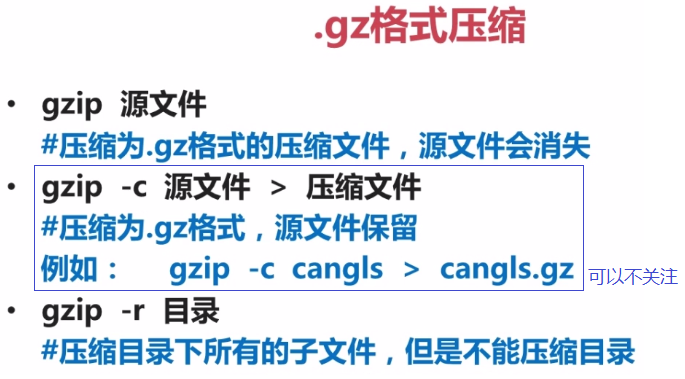 .gz格式压缩
• gzip 源文件
#压缩为.gz格式的压缩文件，源文件会消失
• gzip -c 源文件 > 压缩文件
#压缩为.gz格式，源文件保留
例如： gzip -c cangls > cangls.gz
可以不关注
• gzip -r 目录
#压缩目录下所有的子文件，但是不能压缩目录